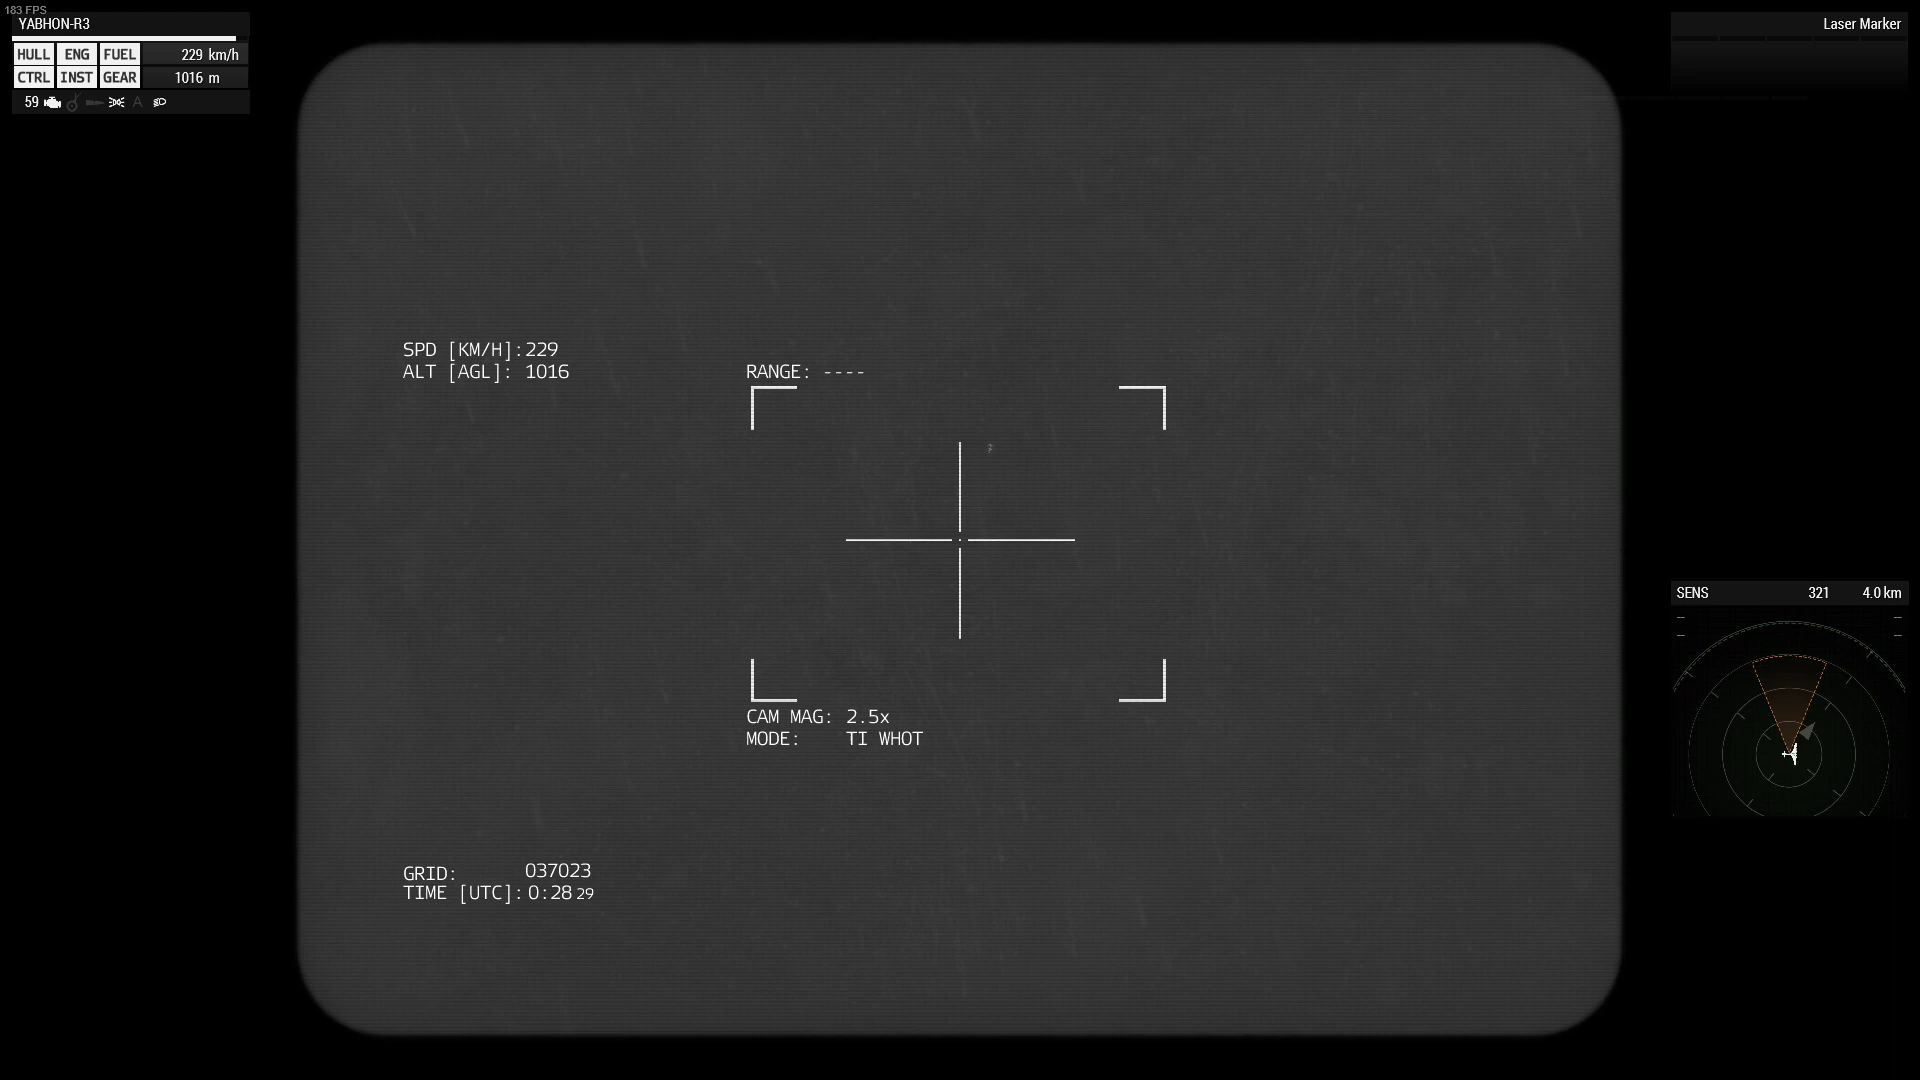 183 FPS
YABHON-R3
HULL ENG FUEL 229 km/h
CTRL INST GEAR 1016 m
59 A
Laser Marker
SPD [KM/H]: 229
ALT [AGL]: 1016
RANGE: ----
CAM MAG: 2.5x
MODE: TI WHOT
SENS 321 4.0 km
GRID: 037023
TIME [UTC]: 0:28 29